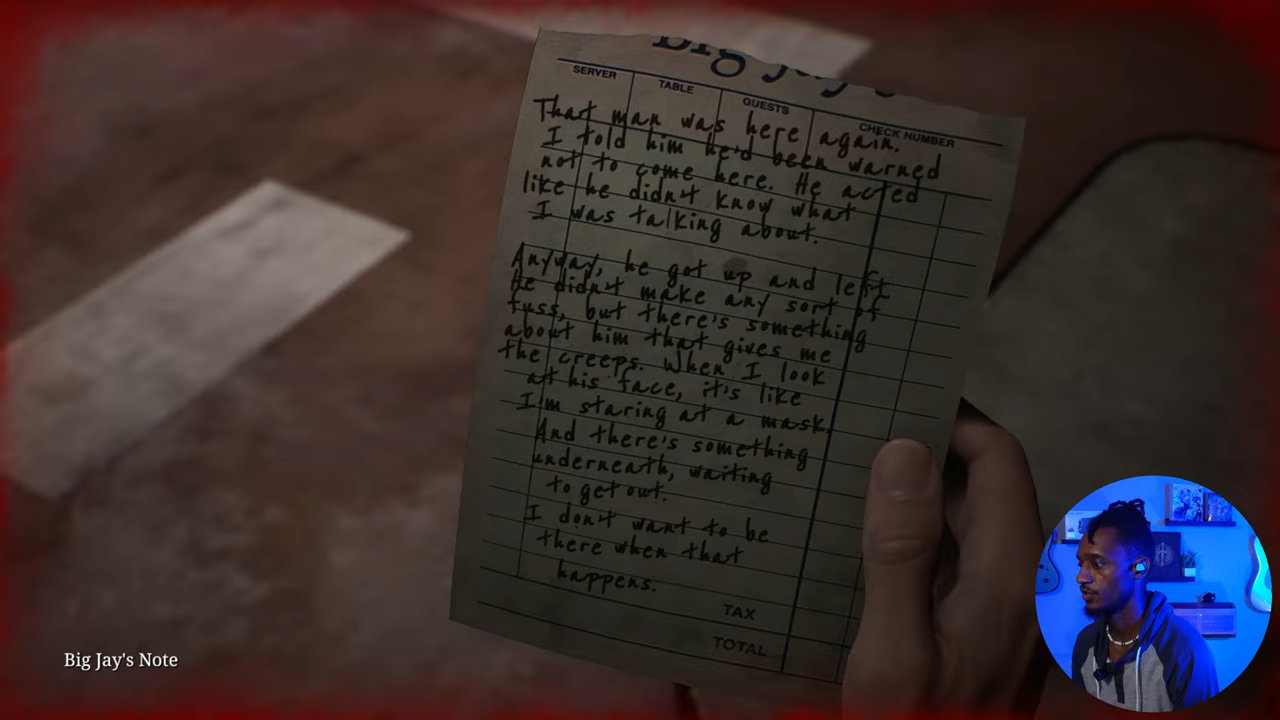 Big Jay's
SERVER TABLE GUESTS CHECK NUMBER
That man was here again.
I told him he'd been warned
not to come here. He acted
like he didn't know what
I was talking about.
Anyway, he got up and left
He didn't make any sort of
fuss, but there's something
about him that gives me
the creeps. When I look
at his face, it's like
I'm staring at a mask.
And there's something
underneath, waiting
to get out.
I don't want to be
there when that
happens.
TAX
TOTAL
Big Jay's Note